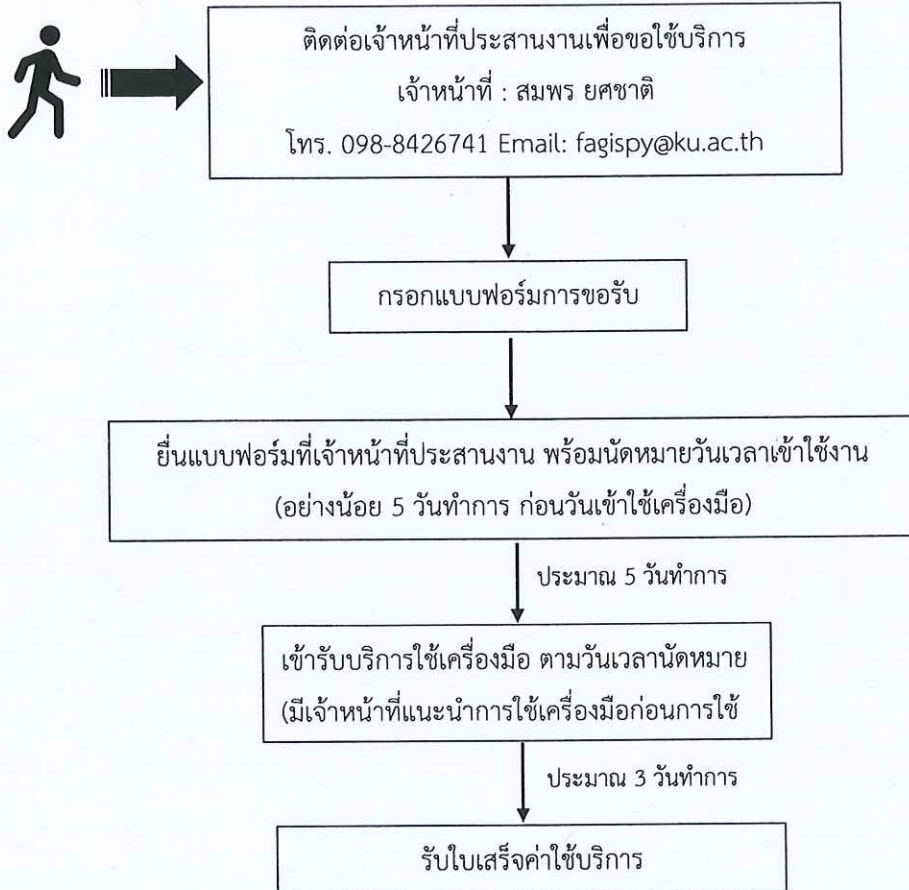 ติดต่อเจ้าหน้าที่ประสานงานเพื่อขอใช้บริการ
เจ้าหน้าที่ : สมพร ยศชาติ
โทร. 098-8426741 Email: fagispy@ku.ac.th
กรอกแบบฟอร์มการขอรับ
ยื่นแบบฟอร์มที่เจ้าหน้าที่ประสานงาน พร้อมนัดหมายวันเวลาเข้าใช้งาน
(อย่างน้อย 5 วันทำการ ก่อนวันเข้าใช้เครื่องมือ)
ประมาณ 5 วันทำการ
เข้ารับบริการใช้เครื่องมือ ตามวันเวลานัดหมาย
(มีเจ้าหน้าที่แนะนำการใช้เครื่องมือก่อนการใช้
ประมาณ 3 วันทำการ
รับใบเสร็จค่าใช้บริการ